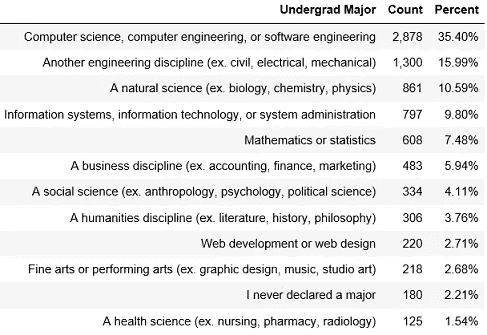 Undergrad Major Count Percent
Computer science, computer engineering, or software engineering 2,878 35.40%
Another engineering discipline (ex. civil, electrical, mechanical) 1,300 15.99%
A natural science (ex. biology, chemistry, physics) 861 10.59%
Information systems, information technology, or system administration 797 9.80%
Mathematics or statistics 608 7.48%
A business discipline (ex. accounting, finance, marketing) 483 5.94%
A social science (ex. anthropology, psychology, political science) 334 4.11%
A humanities discipline (ex. literature, history, philosophy) 306 3.76%
Web development or web design 220 2.71%
Fine arts or performing arts (ex. graphic design, music, studio art) 218 2.68%
I never declared a major 180 2.21%
A health science (ex. nursing, pharmacy, radiology) 125 1.54%